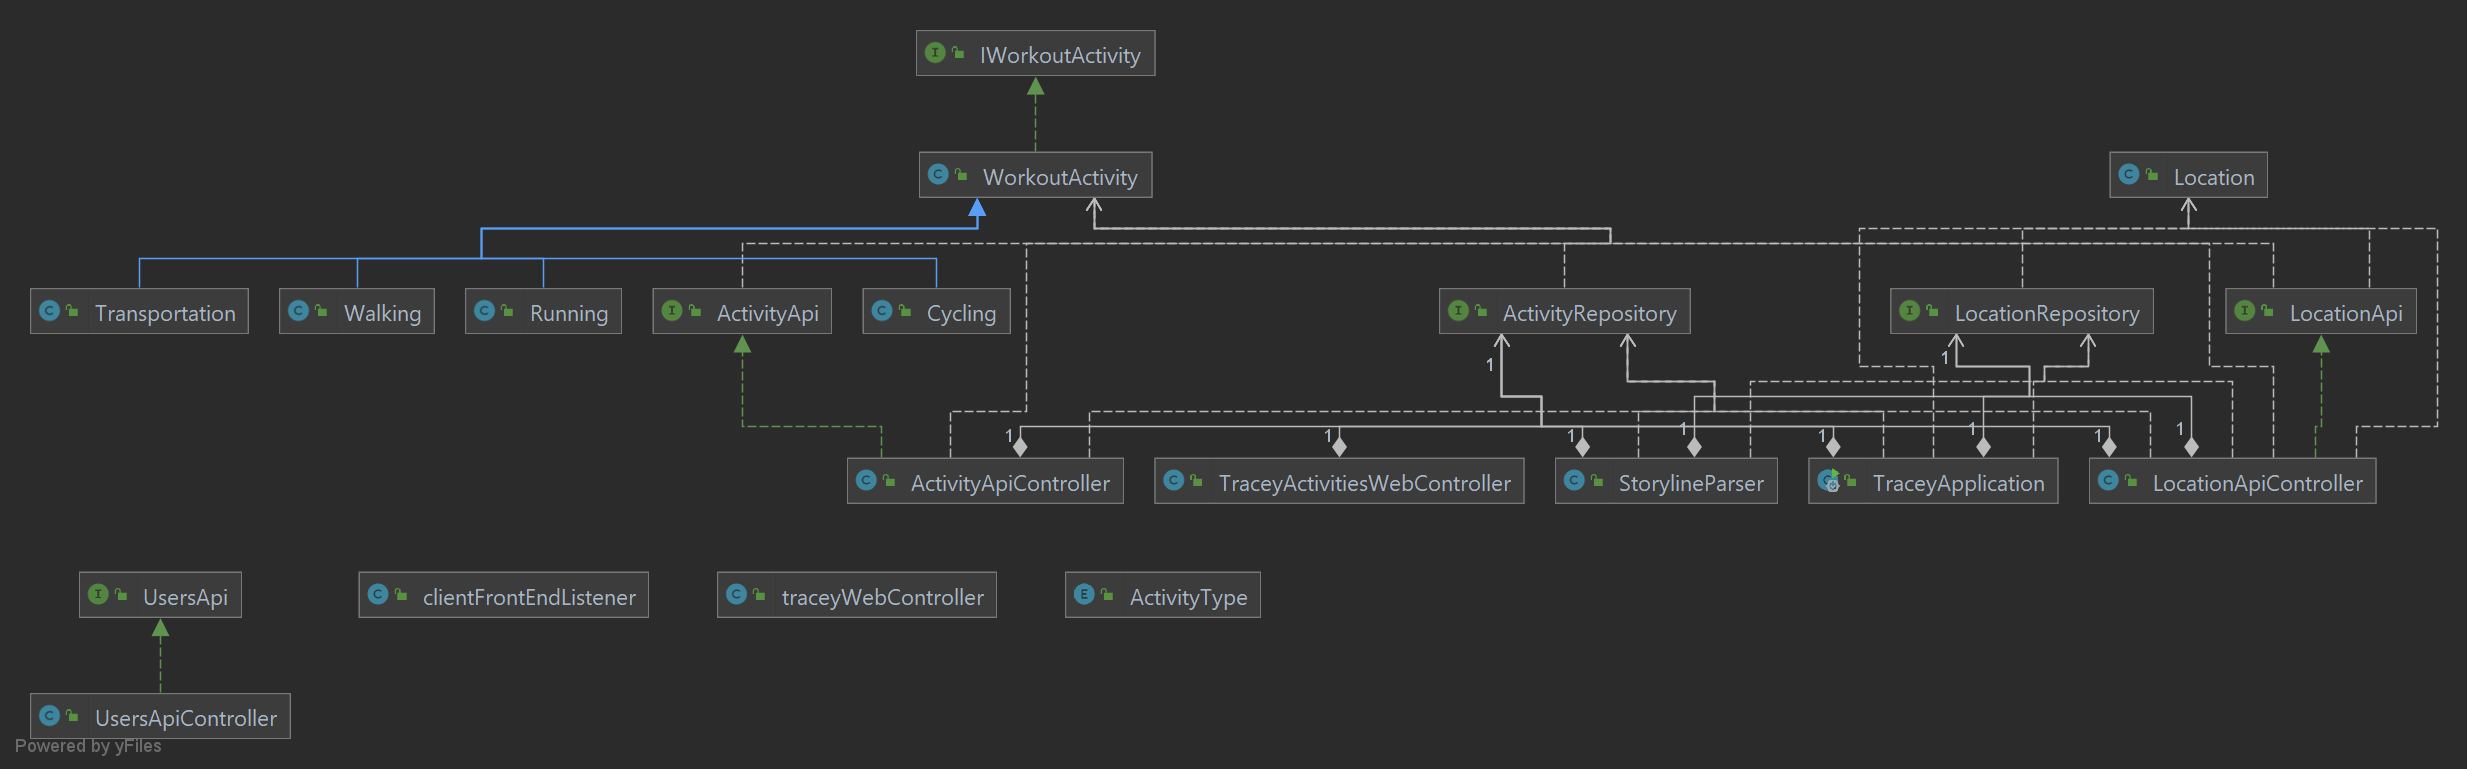 IWorkoutActivity
WorkoutActivity
Location
Transportation
Walking
Running
ActivityApi
Cycling
ActivityRepository
LocationRepository
LocationApi
1
1
1
1
1
1
1
1
1
1
ActivityApiController
TraceyActivitiesWebController
StorylineParser
TraceyApplication
LocationApiController
UsersApi
clientFrontEndListener
traceyWebController
ActivityType
UsersApiController
Powered by yFiles